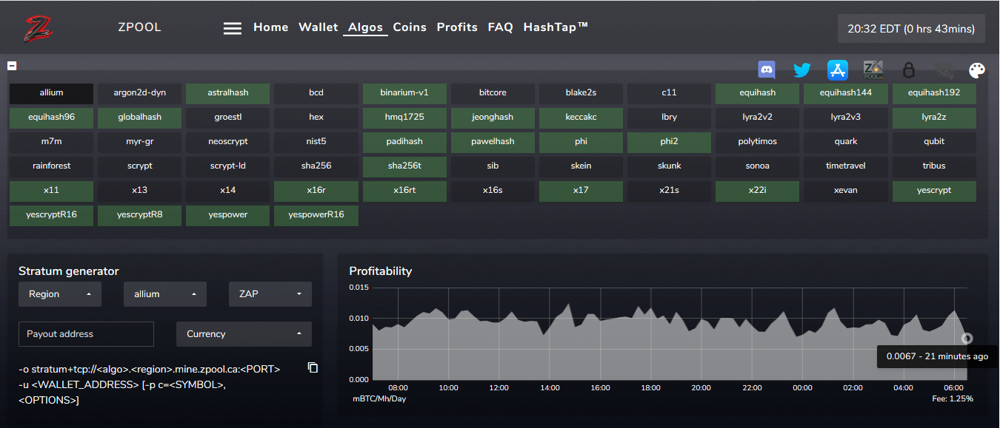 ZPOOL
Home Wallet Algos Coins Profits FAQ HashTap™
20:32 EDT (0 hrs 43mins)
allium argon2d-dyn astralhash bcd binarium-v1 bitcore blake2s c11 equihash equihash144 equihash192
equihash96 globalhash groestl hex hmq1725 jeonghash keccakc lbry lyra2v2 lyra2v3 lyra2z
m7m myr-gr neoscrypt nist5 padihash pawelhash phi phi2 polytimos quark qubit
rainforest scrypt scrypt-ld sha256 sha256t sib skein skunk sonoa timetravel tribus
x11 x13 x14 x16r x16rt x16s x17 x21s x22i xevan yescrypt
yescryptR16 yescryptR8 yespower yespowerR16
Stratum generator
Region allium ZAP
Payout address Currency
-o stratum+tcp://<algo>.<region>.mine.zpool.ca:<PORT>
-u <WALLET_ADDRESS> [-p c=<SYMBOL>,
<OPTIONS>]
Profitability
0.015
0.010
0.005
0.000
0.0067 - 21 minutes ago
08:00 10:00 12:00 14:00 16:00 18:00 20:00 22:00 00:00 02:00 04:00 06:00
mBTC/Mh/Day Fee: 1.25%